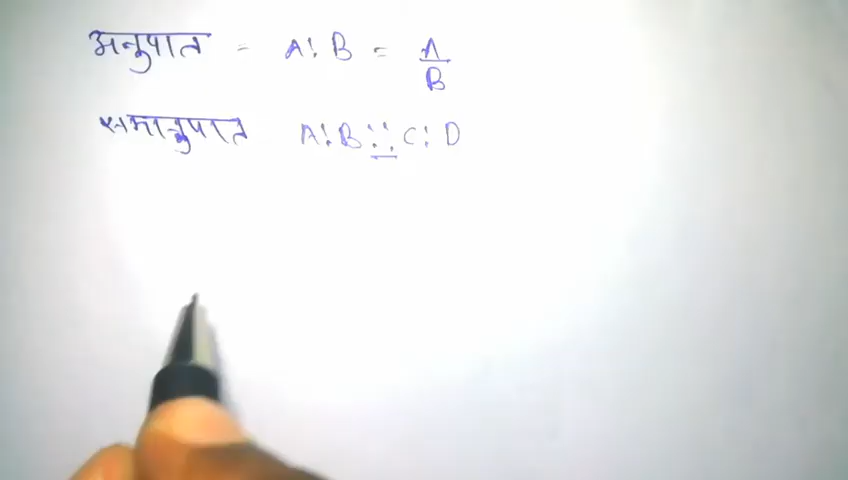 अनुपात = A:B = A/B
समानुपात A:B::C:D